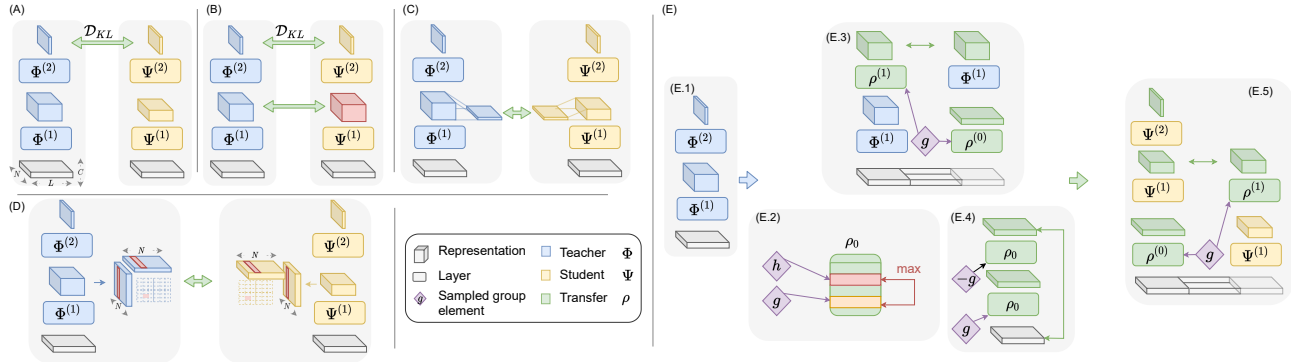 (A)
𝒟_KL
Φ^(2)
Ψ^(2)
Φ^(1)
Ψ^(1)
N
L
C
(B)
𝒟_KL
Φ^(2)
Ψ^(2)
Φ^(1)
Ψ^(1)
(C)
Φ^(2)
Ψ^(2)
Φ^(1)
Ψ^(1)
(D)
Φ^(2)
N
N
Φ^(1)
N
N
Ψ^(2)
Ψ^(1)
Representation
Layer
g
Sampled group
element
Teacher Φ
Student Ψ
Transfer ρ
(E)
(E.1)
Φ^(2)
Φ^(1)
(E.3)
ρ^(1)
Φ^(1)
Φ^(1)
g
ρ^(0)
(E.2)
ρ_0
h
g
max
(E.4)
ρ_0
-g
ρ_0
g
(E.5)
Ψ^(2)
Ψ^(1)
ρ^(1)
ρ^(0)
g
Ψ^(1)